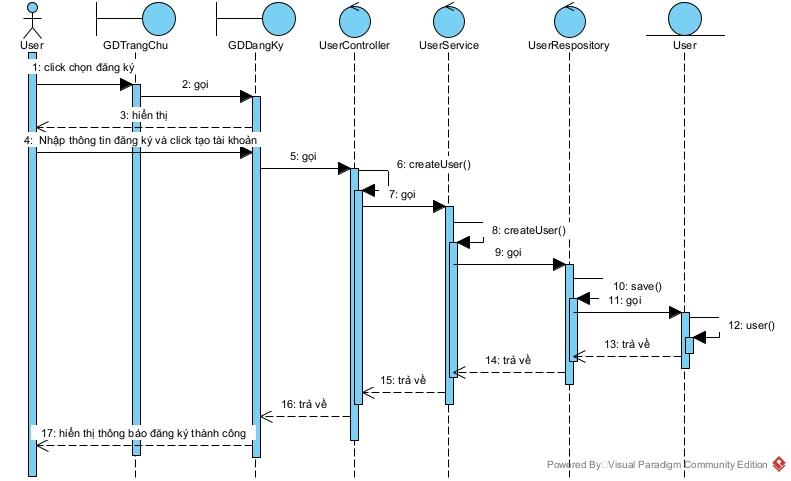 User
GDTrangChu
GDDangKy
UserController
UserService
UserRespository
User
1: click chọn đăng ký
2: gọi
3: hiển thị
4:  Nhập thông tin đăng ký và click tạo tài khoản
5: gọi
6: createUser()
7: gọi
8: createUser()
9: gọi
10: save()
11: gọi
12: user()
13: trả về
14: trả về
15: trả về
16: trả về
17: hiển thị thông báo đăng ký thành công
Powered By Visual Paradigm Community Edition